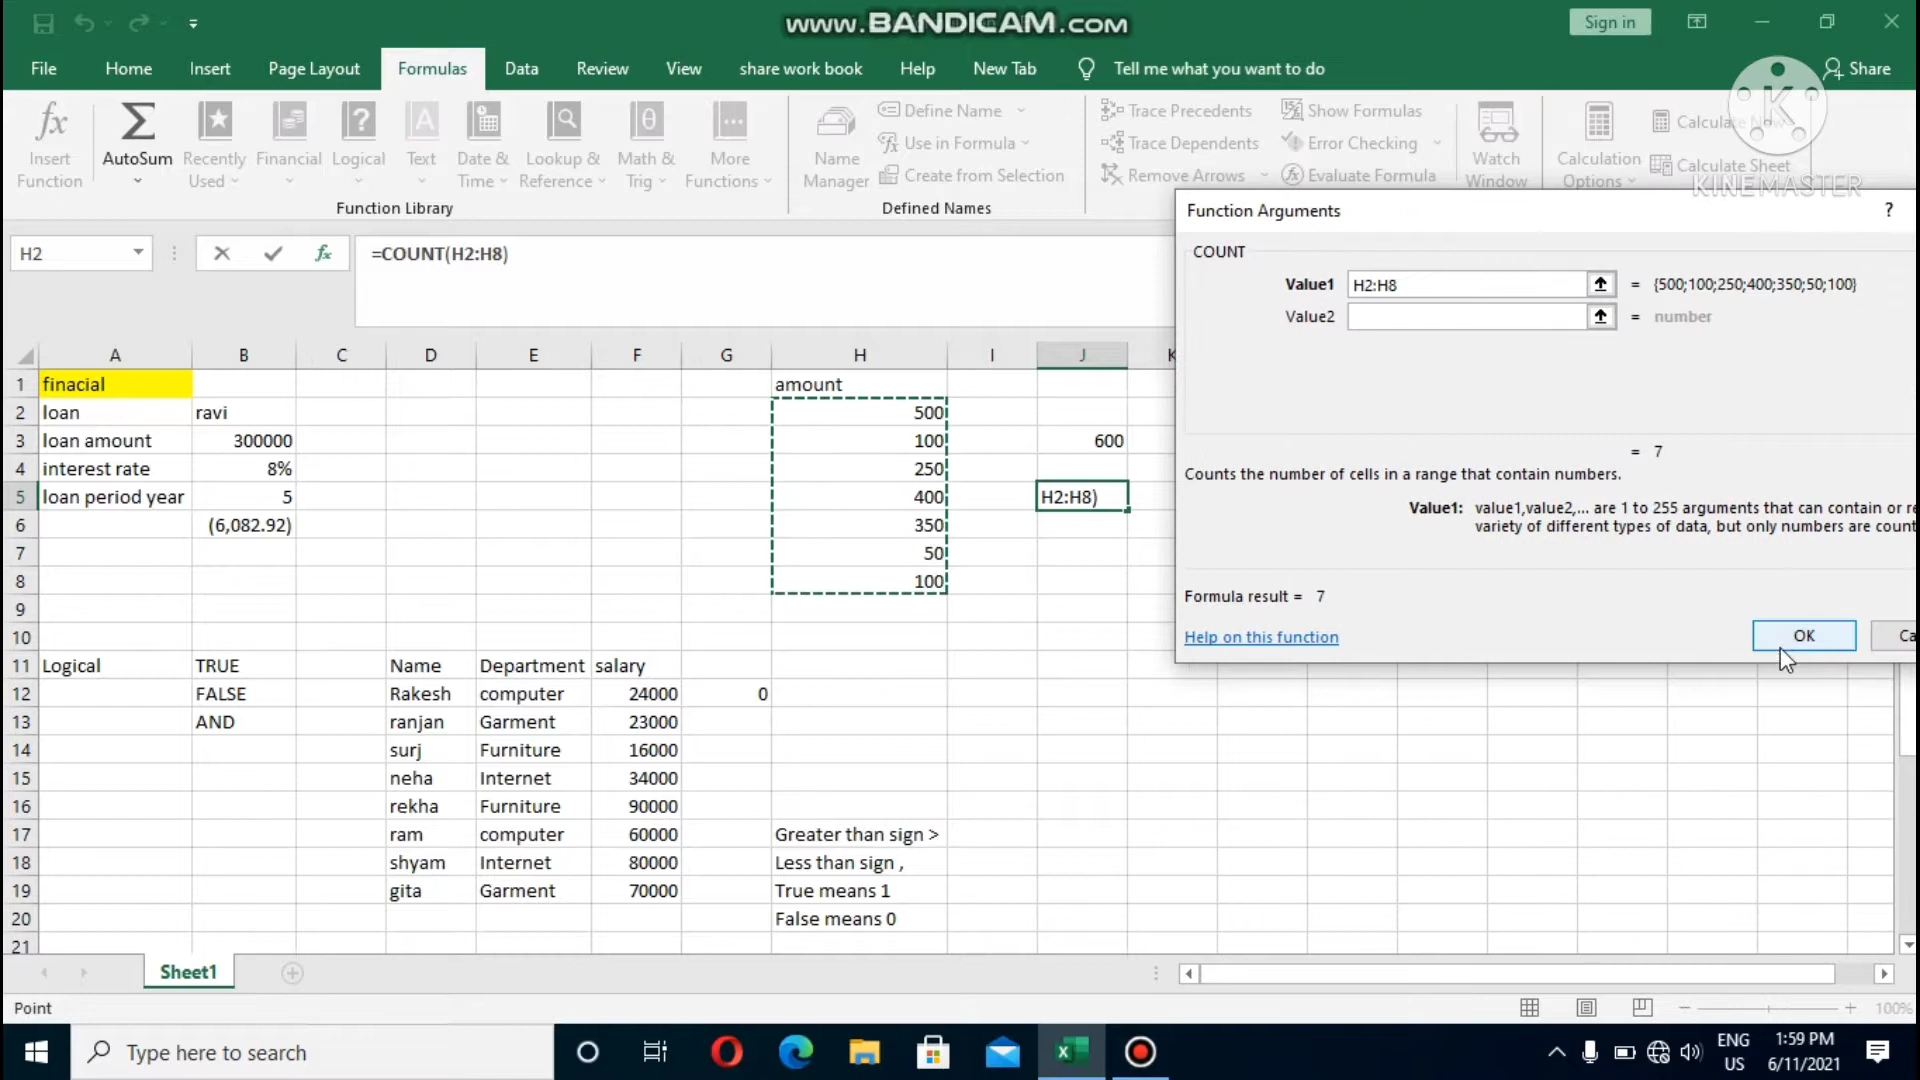 www.BANDICAM.com
Sign in
File Home Insert Page Layout Formulas Data Review View share work book Help New Tab Tell me what you want to do Share
K
KINEMASTER
Insert Function
AutoSum
Recently Used
Financial
Logical
Text
Date & Time
Lookup & Reference
Math & Trig
More Functions
Function Library
Name Manager
Define Name
Use in Formula
Create from Selection
Defined Names
Trace Precedents
Trace Dependents
Remove Arrows
Show Formulas
Error Checking
Evaluate Formula
Watch Window
Calculation Options
Calculate Now
Calculate Sheet
H2 fx =COUNT(H2:H8)
Function Arguments ?
COUNT
Value1 H2:H8 = {500;100;250;400;350;50;100}
Value2 = number
= 7
Counts the number of cells in a range that contain numbers.
Value1: value1,value2,... are 1 to 255 arguments that can contain or re
variety of different types of data, but only numbers are count
Formula result = 7
Help on this function
OK
Ca
A B C D E F G H I J K
1 finacial amount
2 loan ravi 500
3 loan amount 300000 100 600
4 interest rate 8% 250
5 loan period year 5 400 H2:H8)
6 (6,082.92) 350
7 50
8 100
9
10
11 Logical TRUE Name Department salary
12 FALSE Rakesh computer 24000 0
13 AND ranjan Garment 23000
14 surj Furniture 16000
15 neha Internet 34000
16 rekha Furniture 90000
17 ram computer 60000 Greater than sign >
18 shyam Internet 80000 Less than sign ,
19 gita Garment 70000 True means 1
20 False means 0
21
Sheet1
Point
100%
Type here to search
ENG
US
1:59 PM
6/11/2021